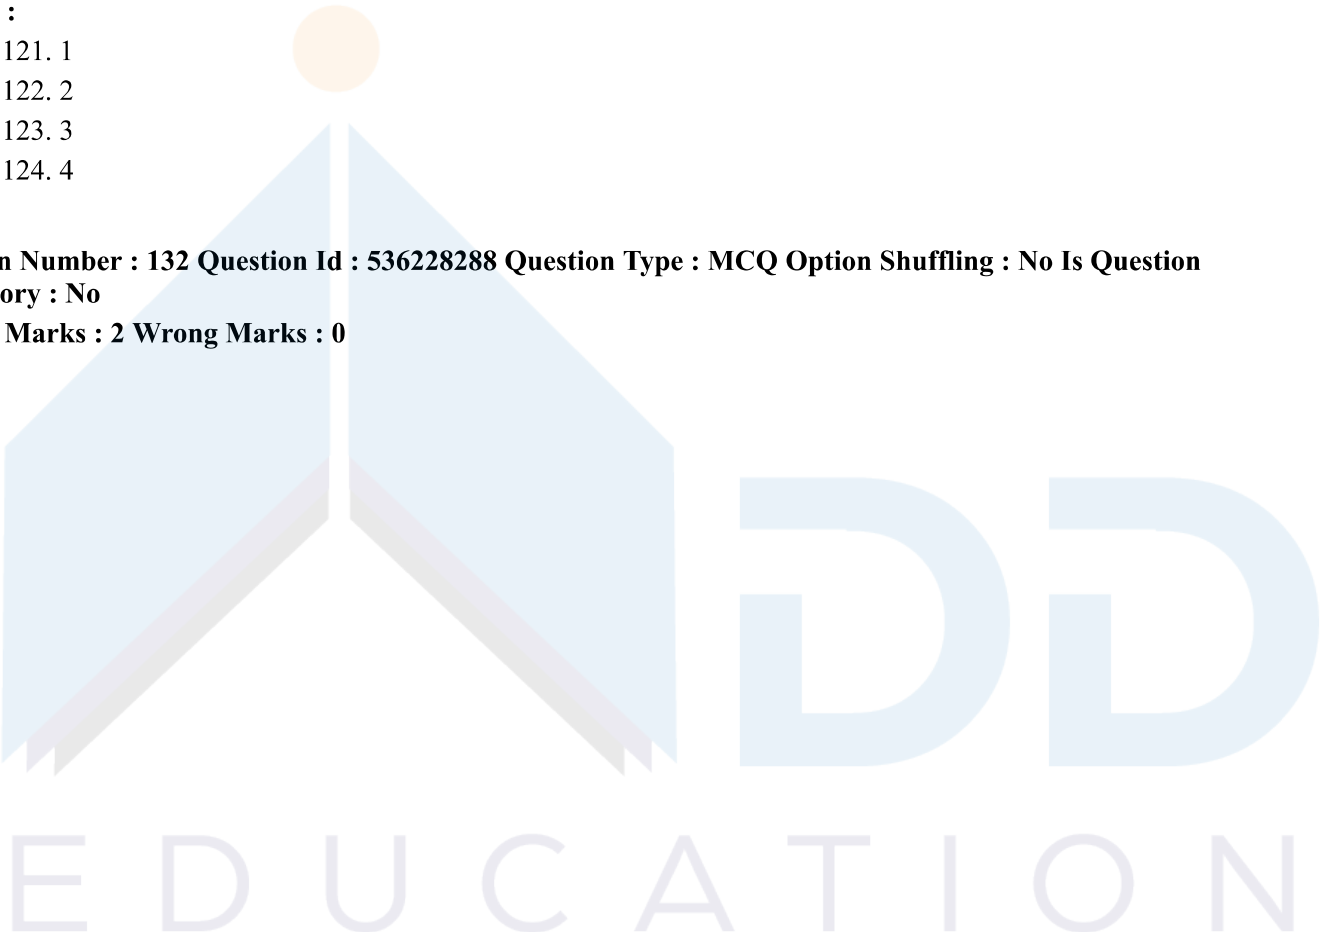 :
121. 1
122. 2
123. 3
124. 4
n Number : 132 Question Id : 536228288 Question Type : MCQ Option Shuffling : No Is Question
ory : No
Marks : 2 Wrong Marks : 0
DD
EDUCATION